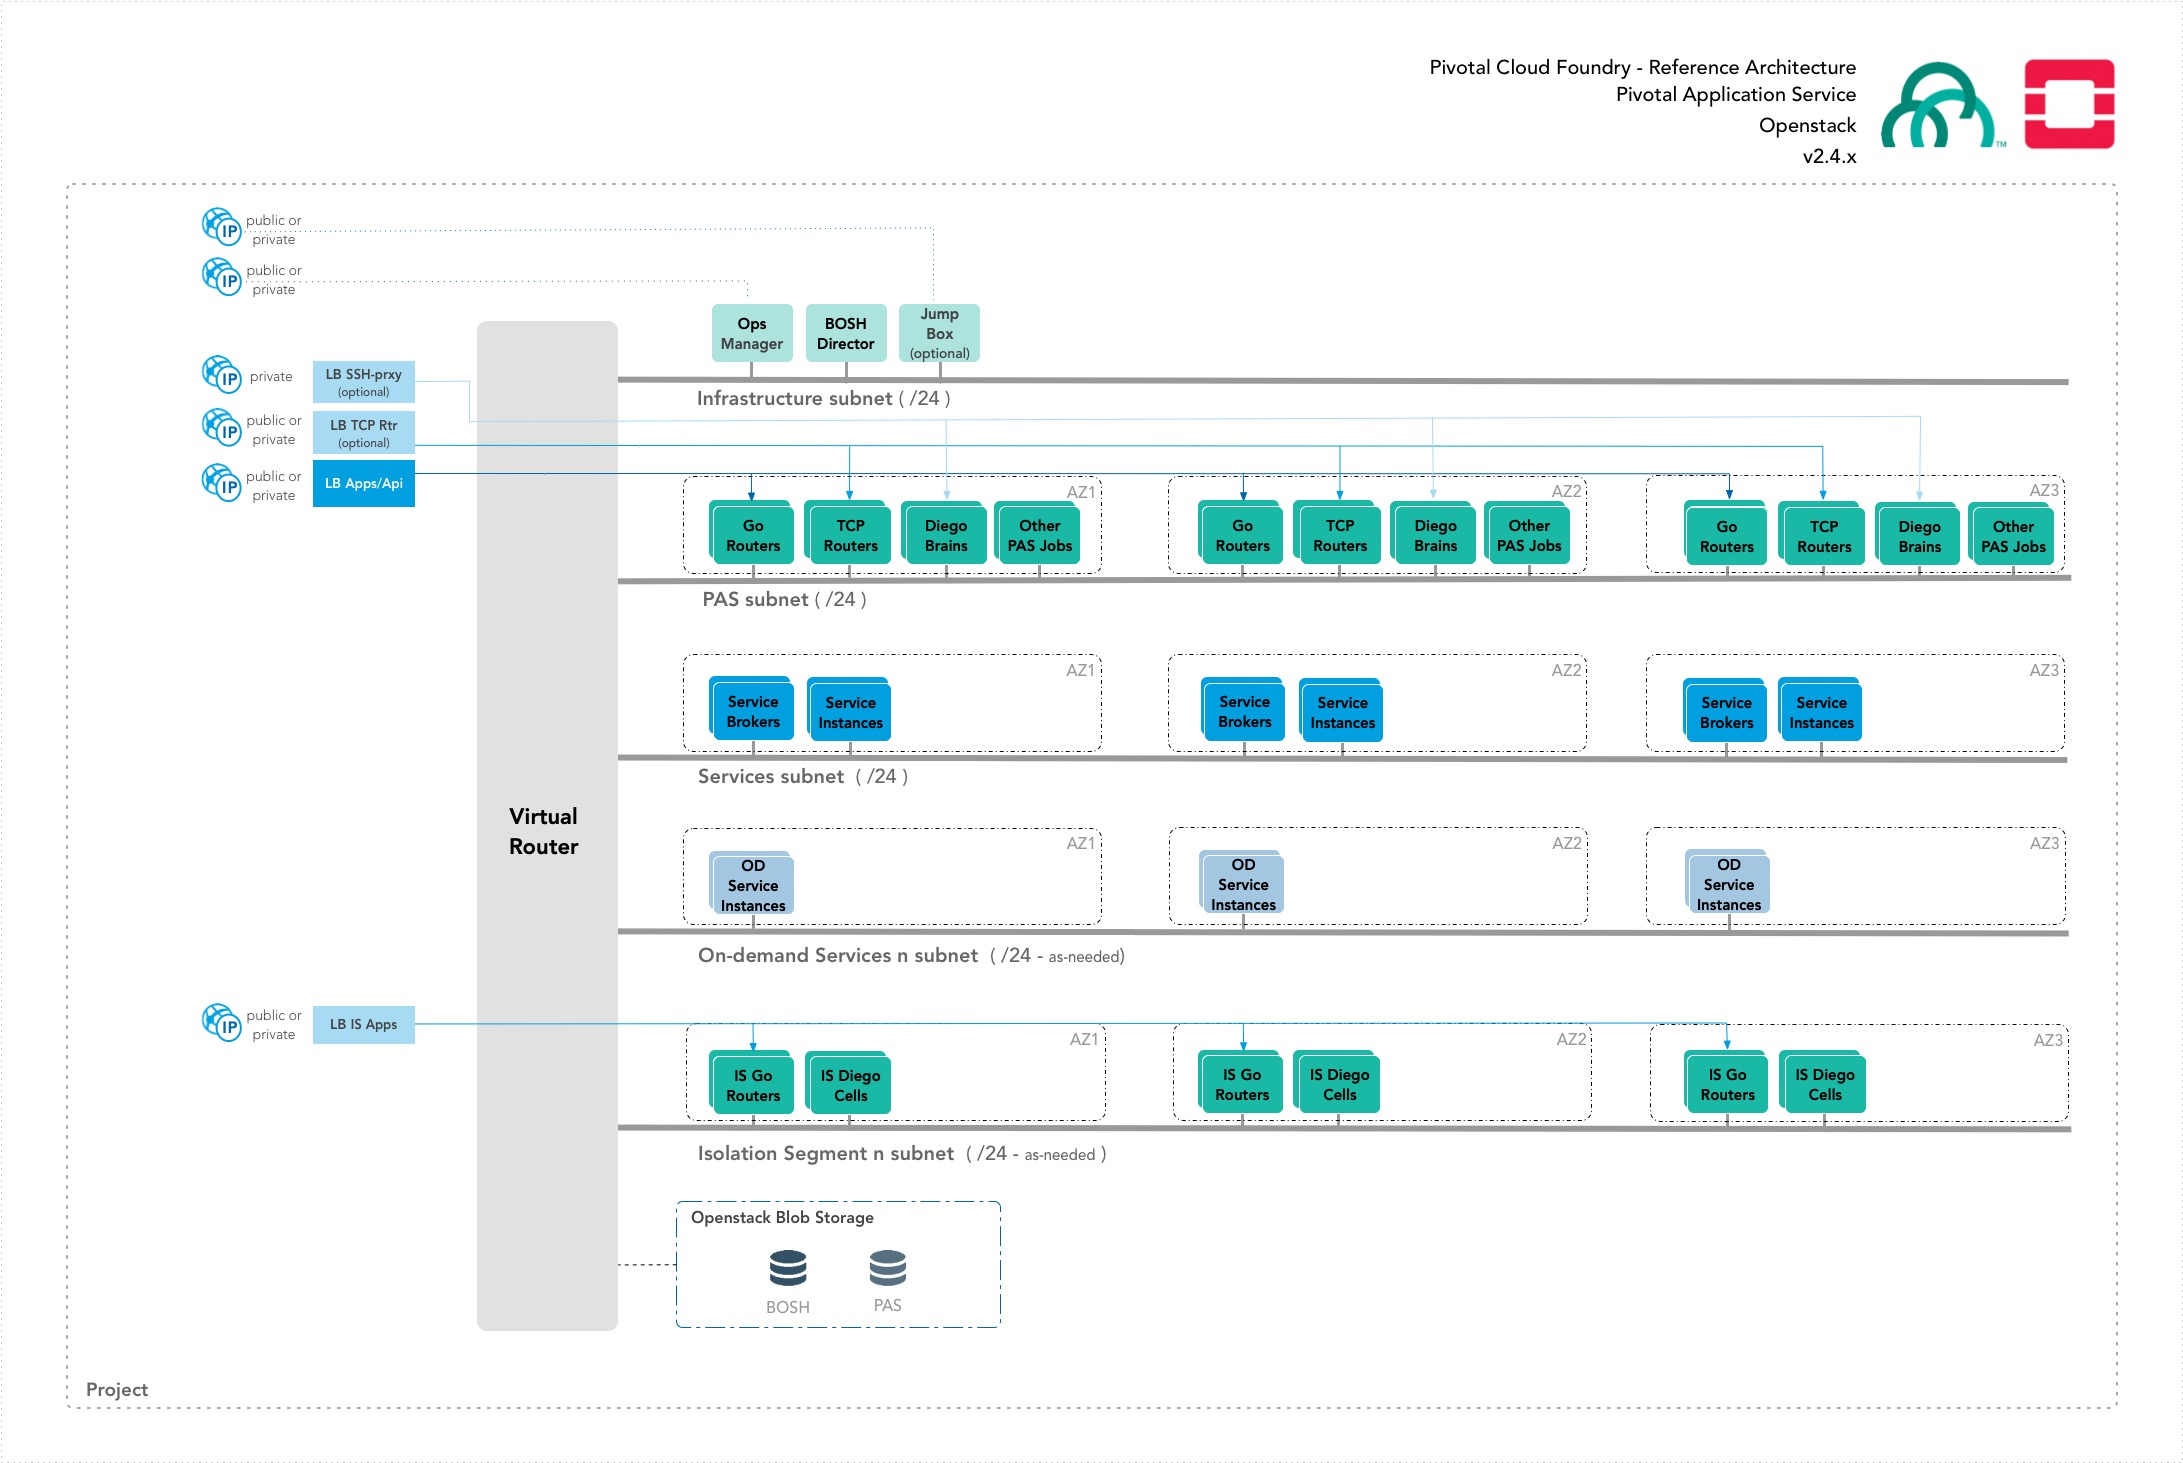 Pivotal Cloud Foundry - Reference Architecture
Pivotal Application Service
Openstack
v2.4.x
TM
IP
public or
private
IP
public or
private
Ops
Manager
BOSH
Director
Jump
Box
(optional)
IP
private
LB SSH-prxy
(optional)
Infrastructure subnet ( /24 )
IP
public or
private
LB TCP Rtr
(optional)
IP
public or
private
LB Apps/Api
AZ1
Go
Routers
TCP
Routers
Diego
Brains
Other
PAS Jobs
AZ2
Go
Routers
TCP
Routers
Diego
Brains
Other
PAS Jobs
AZ3
Go
Routers
TCP
Routers
Diego
Brains
Other
PAS Jobs
PAS subnet ( /24 )
AZ1
Service
Brokers
Service
Instances
AZ2
Service
Brokers
Service
Instances
AZ3
Service
Brokers
Service
Instances
Services subnet ( /24 )
Virtual
Router
AZ1
OD
Service
Instances
AZ2
OD
Service
Instances
AZ3
OD
Service
Instances
On-demand Services n subnet ( /24 - as-needed)
IP
public or
private
LB IS Apps
AZ1
IS Go
Routers
IS Diego
Cells
AZ2
IS Go
Routers
IS Diego
Cells
AZ3
IS Go
Routers
IS Diego
Cells
Isolation Segment n subnet ( /24 - as-needed )
Openstack Blob Storage
BOSH
PAS
Project